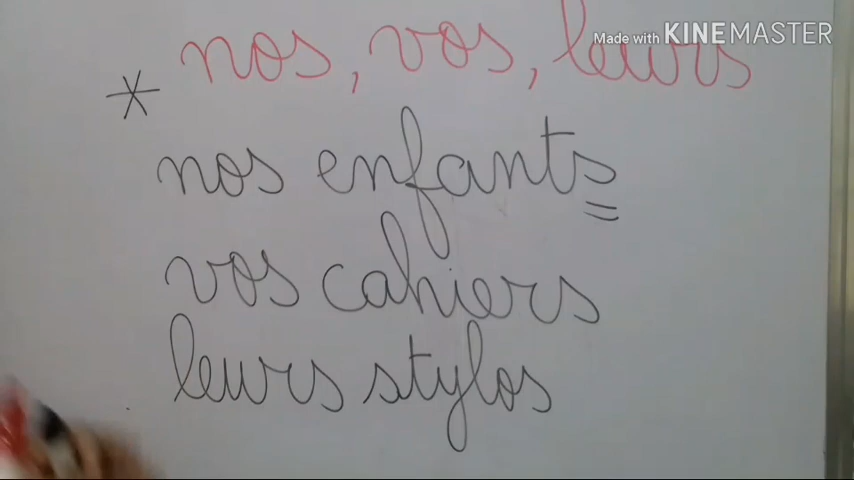 Made with KINEMASTER
nos, vos, leurs
* nos enfants
vos cahiers
leurs stylos